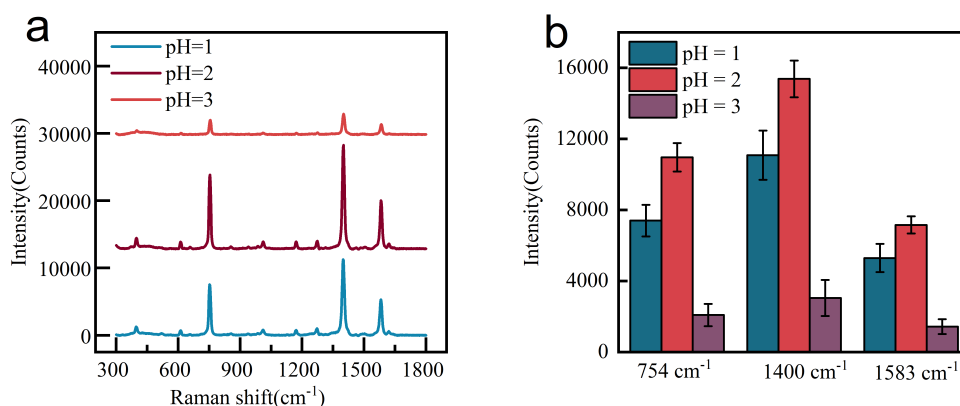 a
pH=1
pH=2
pH=3
40000
30000
20000
10000
0
Intensity(Counts)
300 600 900 1200 1500 1800
Raman shift(cm⁻¹)
b
pH = 1
pH = 2
pH = 3
16000
12000
8000
4000
0
Intensity(Counts)
754 cm⁻¹ 1400 cm⁻¹ 1583 cm⁻¹